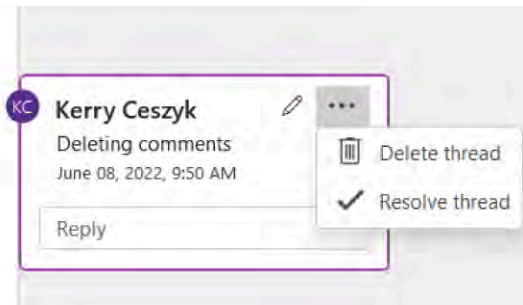 KC
Kerry Ceszyk
Deleting comments
June 08, 2022, 9:50 AM
Reply
Delete thread
Resolve thread